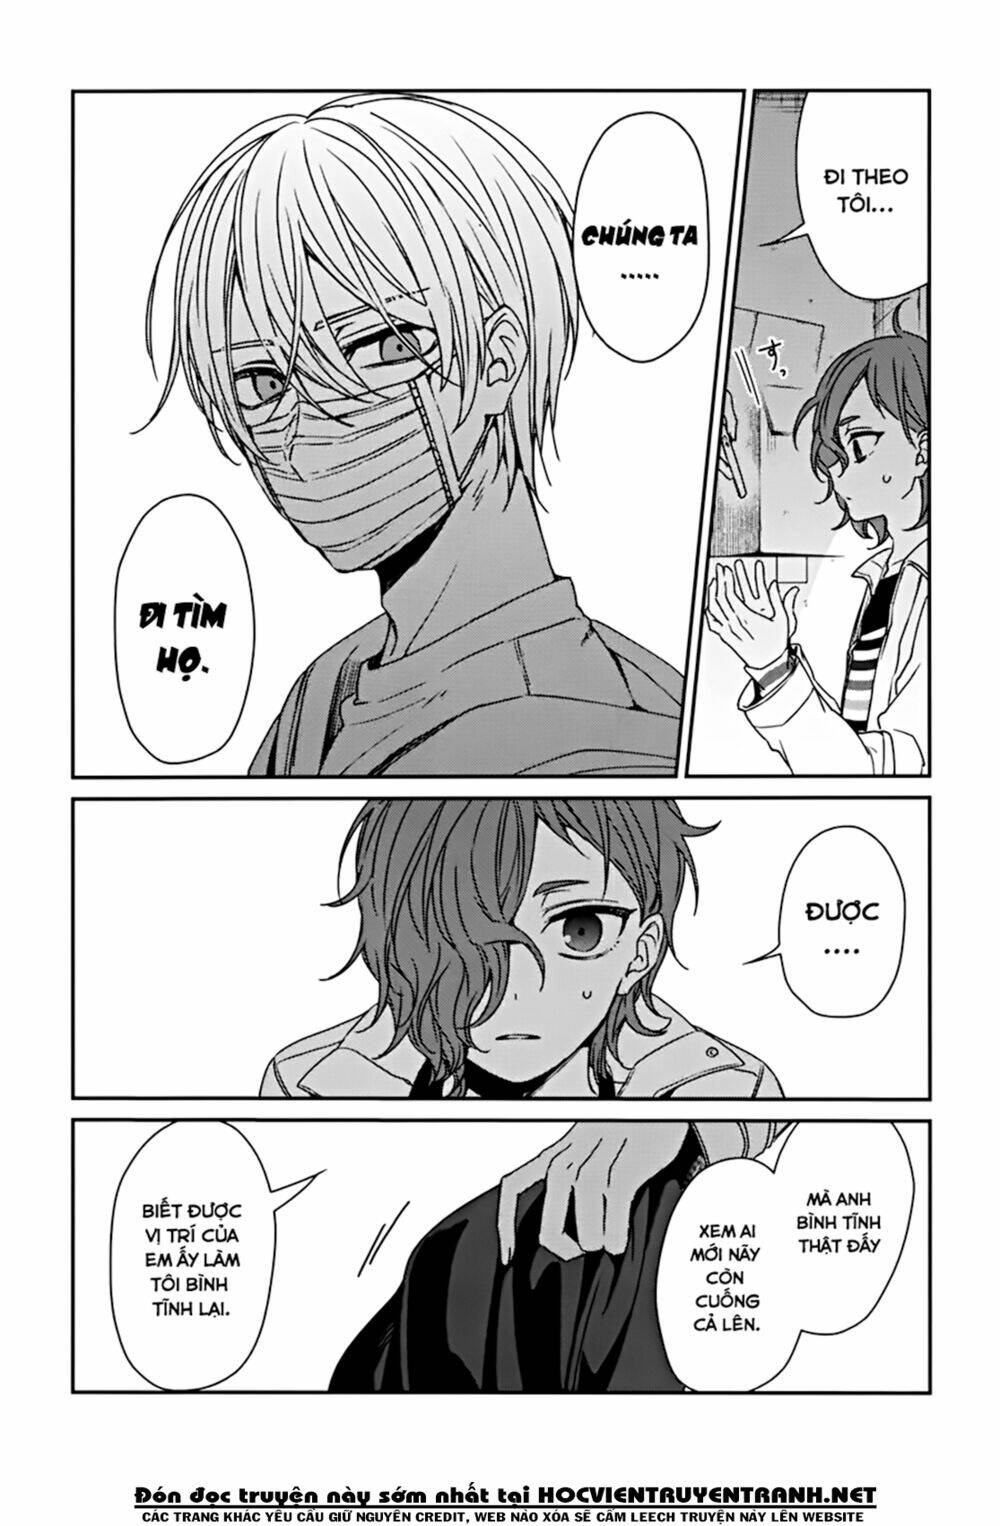 ĐI THEO
TÔI...
すっ
CHÚNG TA
.....
ĐI TÌM
HỌ.
ĐƯỢC
....
MÀ ANH
BÌNH TĨNH
THẬT ĐẤY
XEM AI
MỚI NÃY
CÒN
CUỐNG
CẢ LÊN.
BIẾT ĐƯỢC
VỊ TRÍ CỦA
EM ẤY LÀM
TÔI BÌNH
TĨNH LẠI.
Đón đọc truyện này sớm nhất tại HOCVIENTRUYENTRANH.NET
CÁC TRANG KHÁC YÊU CẦU GIỮ NGUYÊN CREDIT, WEB NÀO XÓA SẼ CẤM LEECH TRUYỆN NÀY LÊN WEBSITE